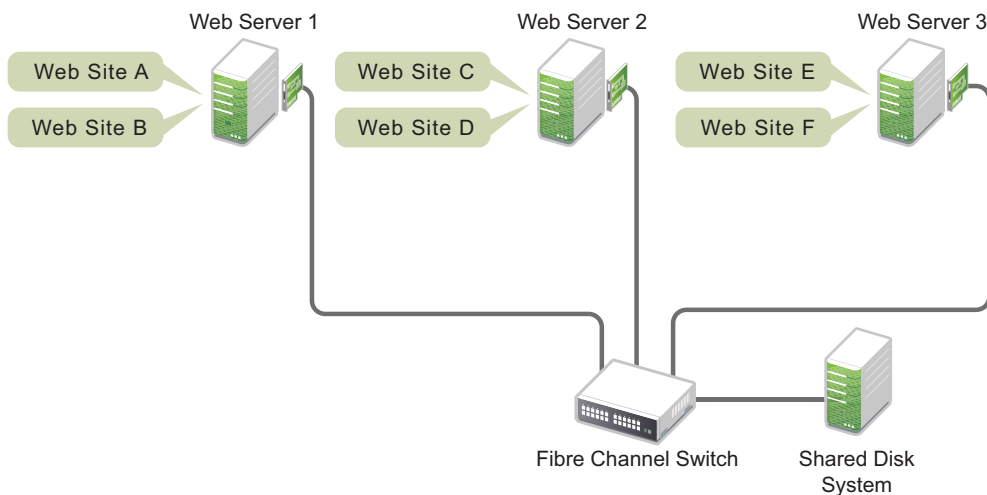 Web Server 1
Web Server 2
Web Server 3
Web Site A
Web Site B
Web Site C
Web Site D
Web Site E
Web Site F
Fibre Channel Switch
Shared Disk
System